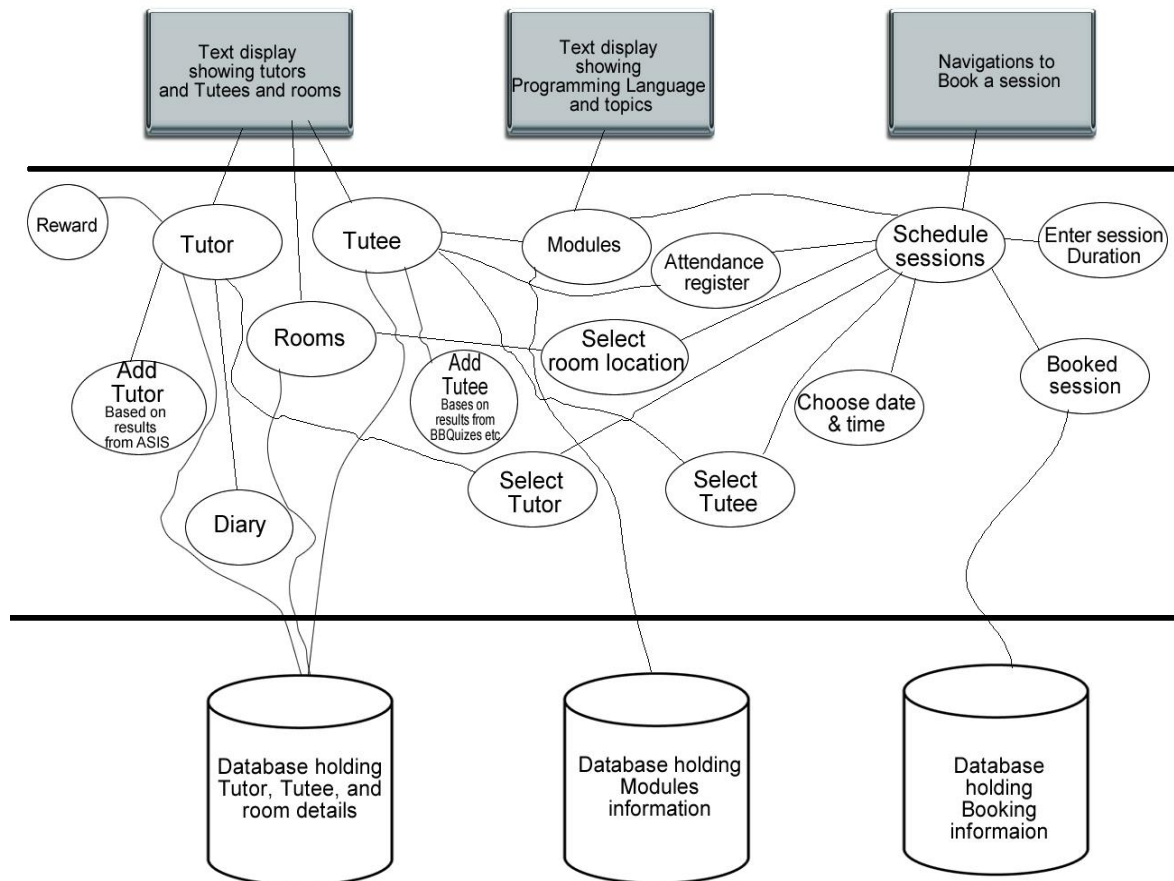 Text display
showing tutors
and Tutees and rooms
Text display
showing
Programming Language
and topics
Navigations to
Book a session
Reward
Tutor
Tutee
Modules
Attendance
register
Schedule
sessions
Enter session
Duration
Rooms
Select
room location
Add
Tutor
Based on
results
from ASIS
Add
Tutee
Bases on
results from
BBQuizes etc
Choose date
& time
Booked
session
Diary
Select
Tutor
Select
Tutee
Database holding
Tutor, Tutee, and
room details
Database holding
Modules
information
Database
holding
Booking
informaion